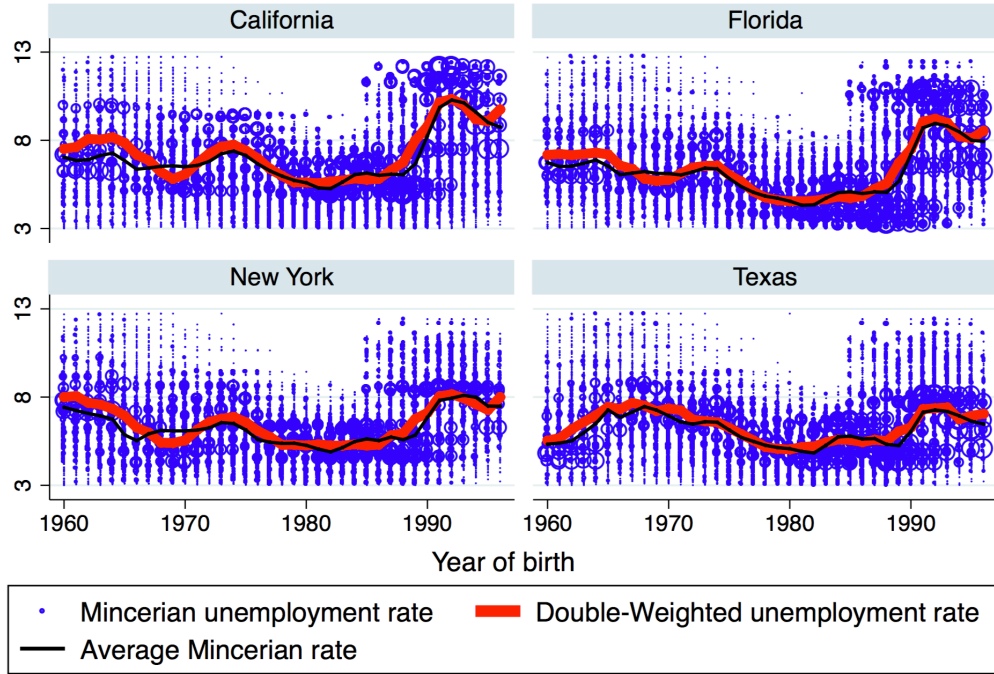 California
Florida
13
8
3
New York
Texas
13
8
3
1960 1970 1980 1990 1960 1970 1980 1990
Year of birth
Mincerian unemployment rate Double-Weighted unemployment rate
Average Mincerian rate